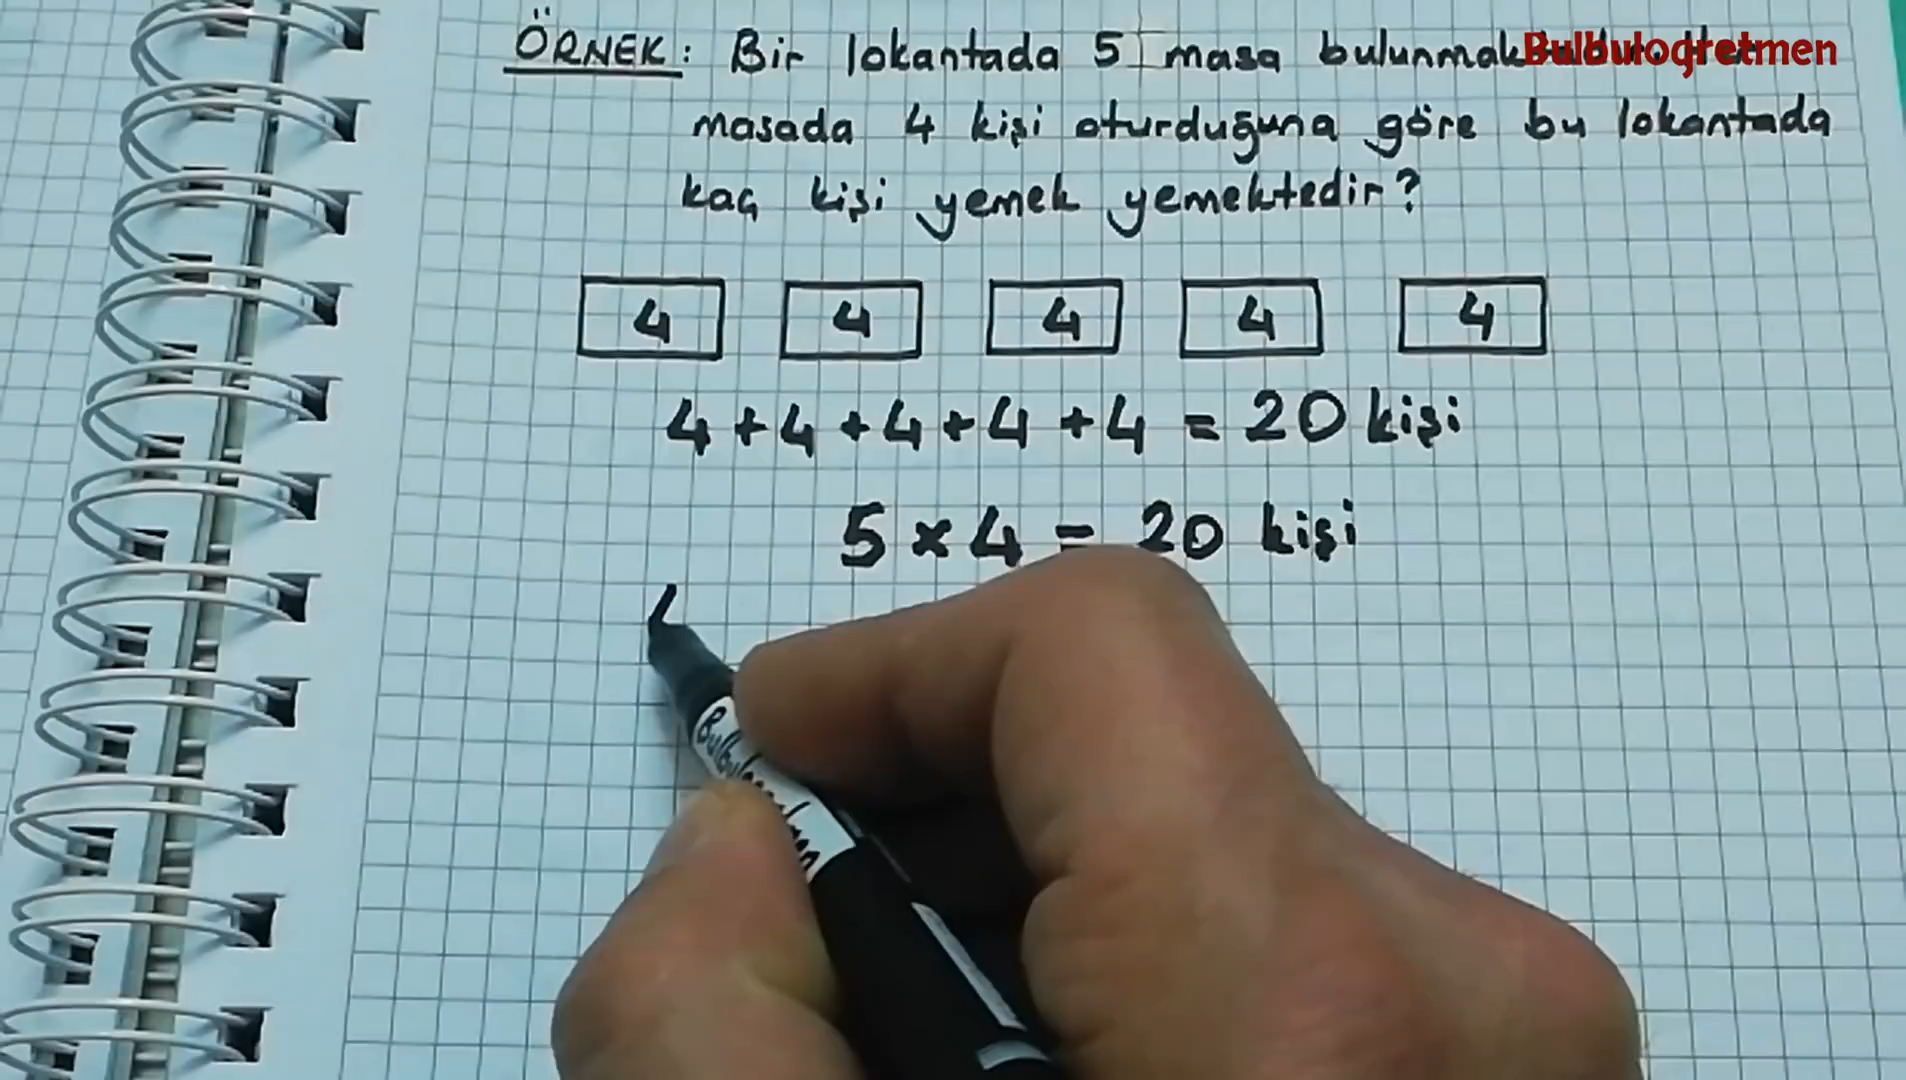 ÖRNEK: Bir lokantada 5 masa
Bulbulogretmen
masada 4 kişi oturduğuna göre bu lokantada
kaç kişi yemek yemektedir?
4 4 4 4 4
4+4+4+4+4 = 20 kişi
5 x 4 = 20 kişi